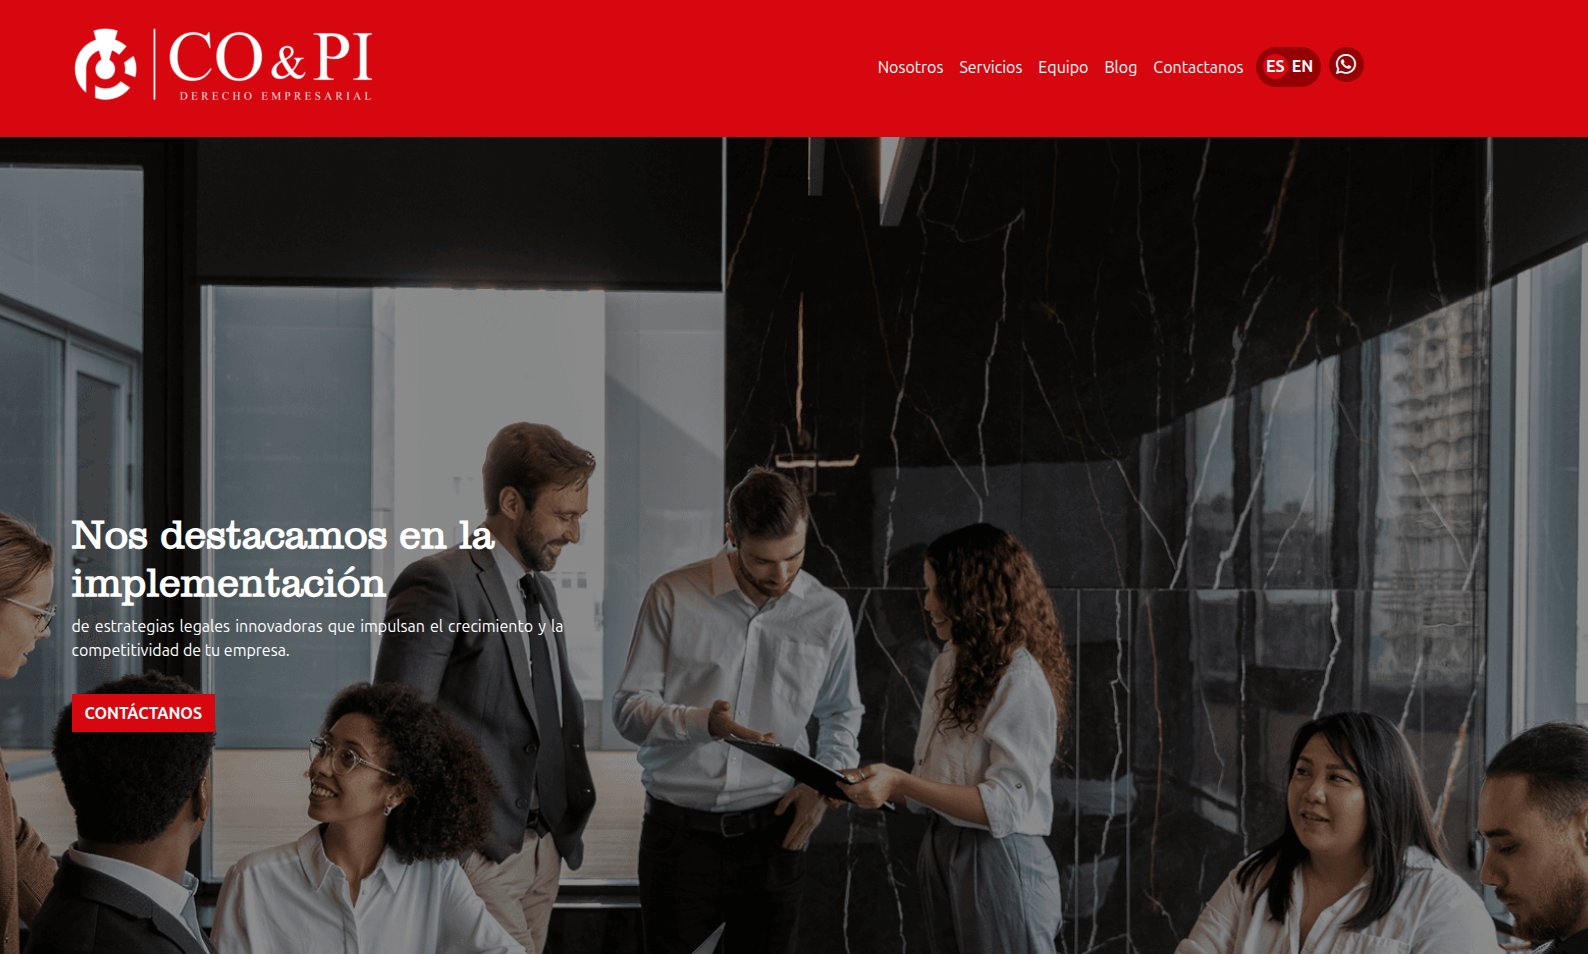 CO & PI
DERECHO EMPRESARIAL
Nosotros Servicios Equipo Blog Contactanos ES EN
Nos destacamos en la
implementación
de estrategias legales innovadoras que impulsan el crecimiento y la
competitividad de tu empresa.
CONTÁCTANOS